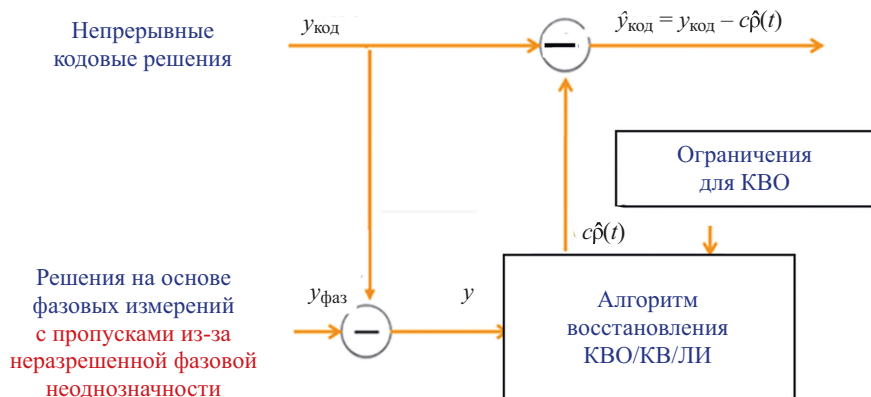 Непрерывные
кодовые решения
yкод
ŷкод = yкод – cρ̂(t)
Ограничения
для КВО
cρ̂(t)
Решения на основе
фазовых измерений
с пропусками из-за
неразрешенной фазовой
неоднозначности
yфаз
y
Алгоритм
восстановления
КВО/КВ/ЛИ